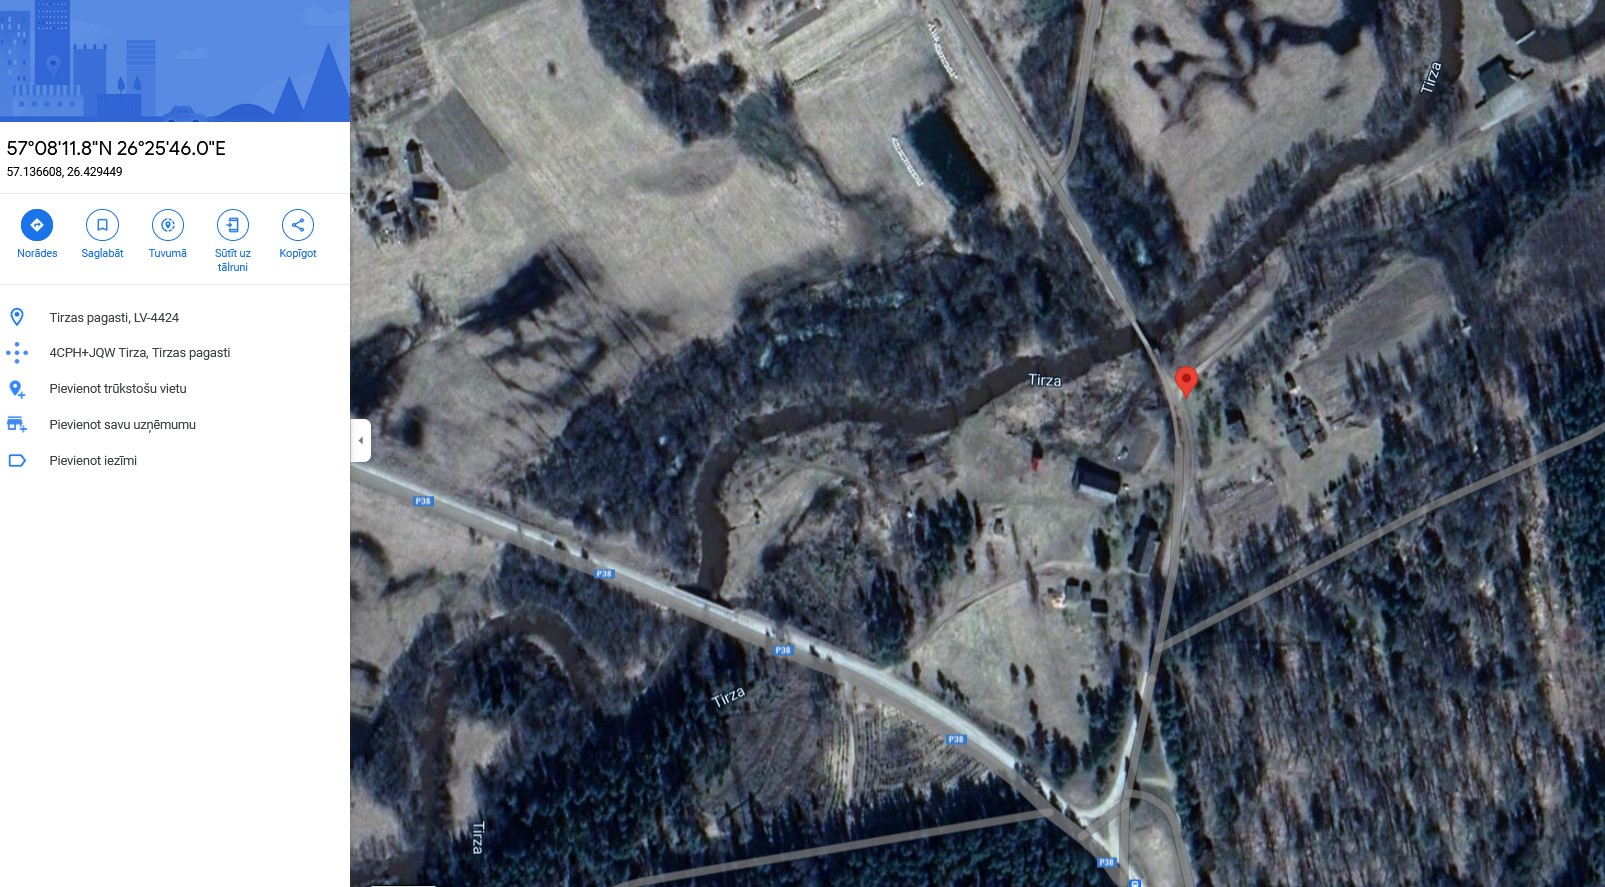 57°08'11.8"N 26°25'46.0"E
57.136608, 26.429449
Norādes
Saglabāt
Tuvumā
Sūtīt uz
tālruni
Kopīgot
Tirzas pagasti, LV-4424
4CPH+JQW Tirza, Tirzas pagasti
Pievienot trūkstošu vietu
Pievienot savu uzņēmumu
Pievienot iezīmi
Tirza
Tirza
P38
P38
P38
Tirza
P38
Tirza
P38